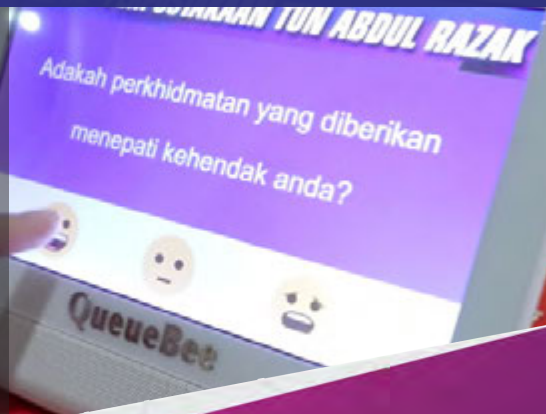 TUN ABDUL RAZAK
Adakah perkhidmatan yang diberikan
menepati kehendak anda?
QueueBee